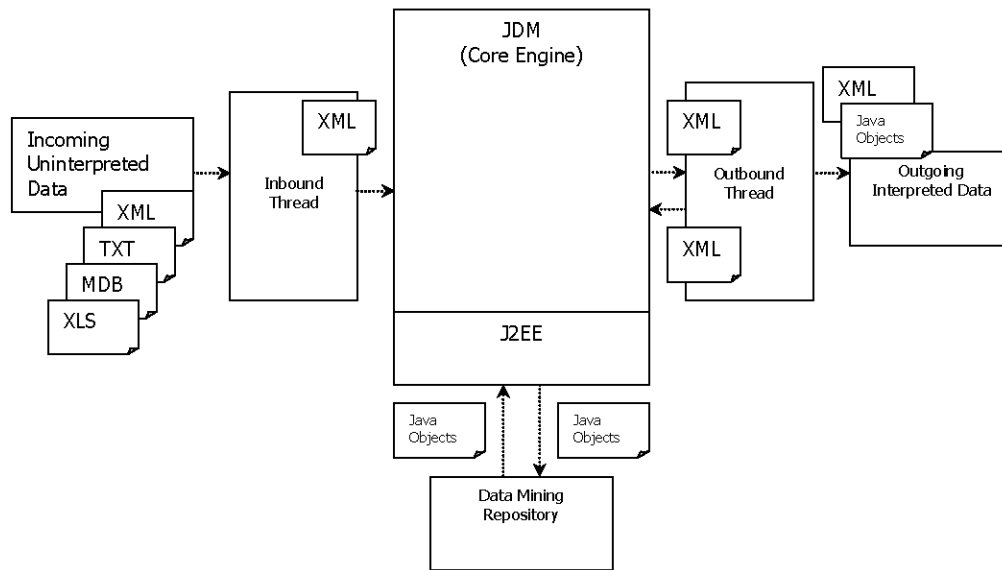 JDM
(Core Engine)
Incoming
Uninterpreted
Data
XML
TXT
MDB
XLS
XML
Inbound
Thread
XML
Outbound
Thread
XML
XML
Java
Objects
Outgoing
Interpreted Data
J2EE
Java
Objects
Java
Objects
Data Mining
Repository